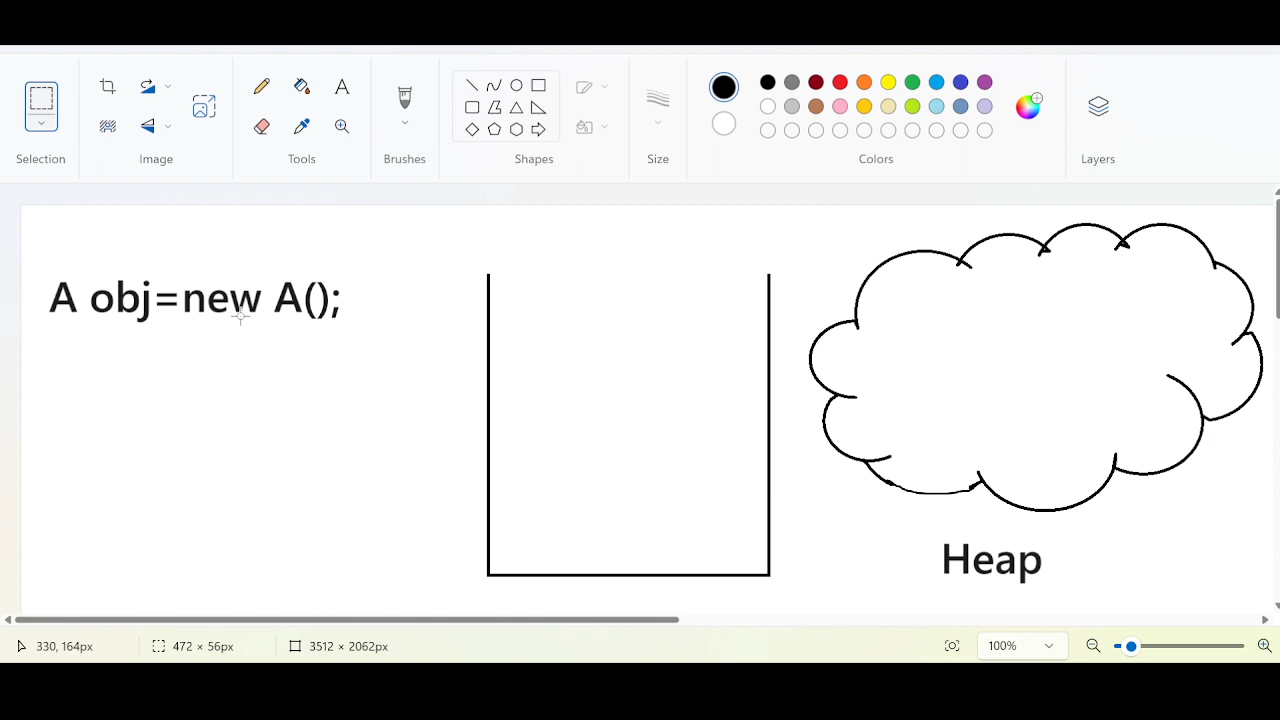 Selection
Image
Tools
Brushes
Shapes
Size
Colors
Layers
A obj=new A();
Heap
330, 164px
472 × 56px
3512 × 2062px
100%